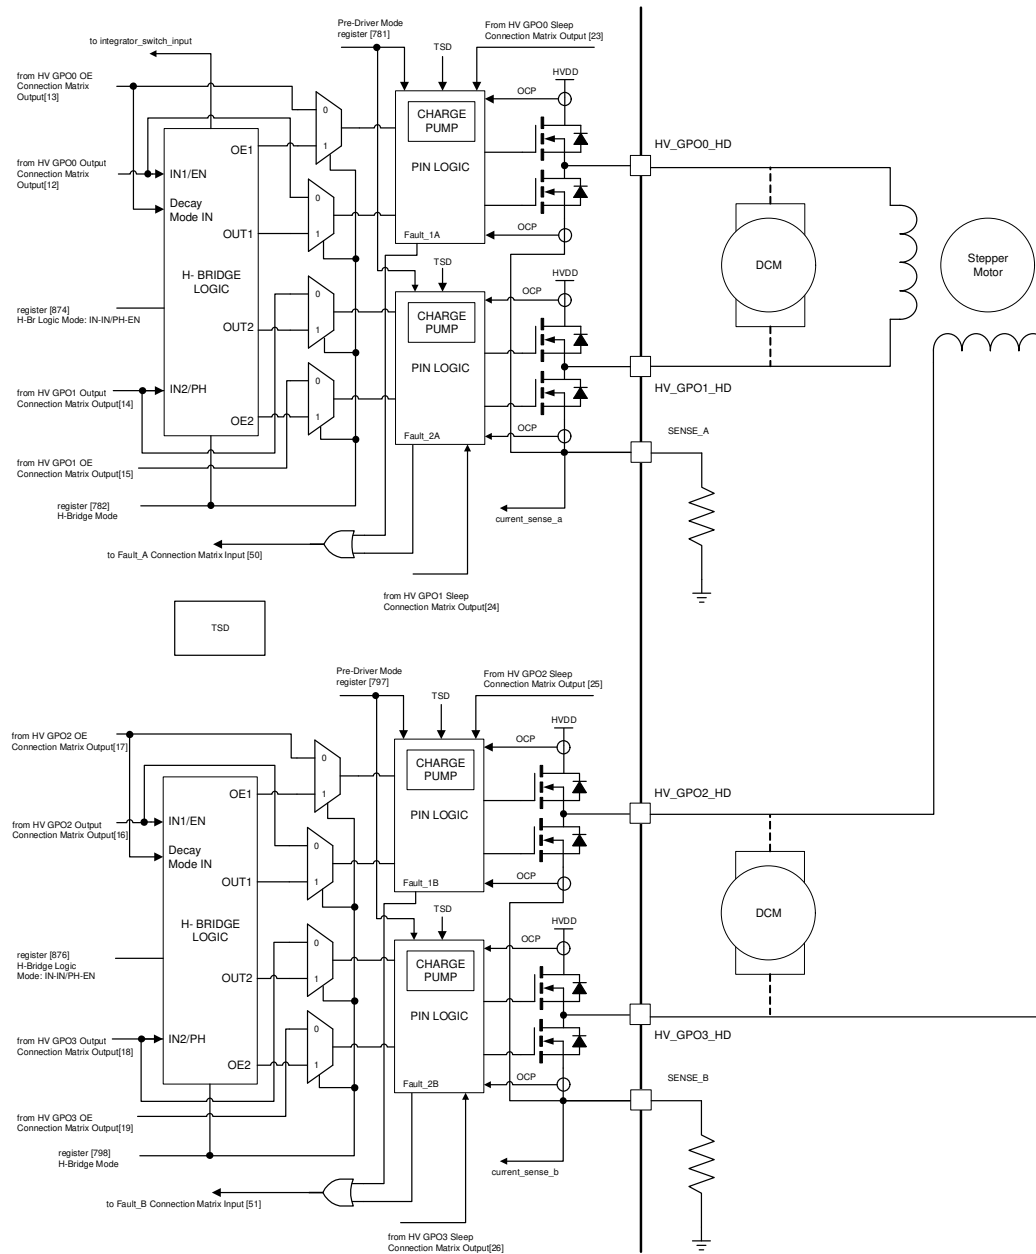 Pre-Driver Mode
register [781]
From HV GPO0 Sleep
Connection Matrix Output [23]
to integrator_switch_input
TSD
HVDD
from HV GPO0 OE
Connection Matrix
Output[13]
OCP
0
1
CHARGE
PUMP
HV_GPO0_HD
OE1
from HV GPO0 Output
Connection Matrix
Output[12]
IN1/EN
PIN LOGIC
Decay
Mode IN
0
1
OUT1
Fault_1A
OCP
DCM
Stepper
Motor
TSD
HVDD
H- BRIDGE
LOGIC
0
1
CHARGE
PUMP
OCP
register [874]
H-Br Logic Mode: IN-IN/PH-EN
OUT2
PIN LOGIC
HV_GPO1_HD
from HV GPO1 Output
Connection Matrix Output[14]
IN2/PH
0
1
OE2
Fault_2A
OCP
SENSE_A
from HV GPO1 OE
Connection Matrix Output[15]
register [782]
H-Bridge Mode
current_sense_a
to Fault_A Connection Matrix Input [50]
from HV GPO1 Sleep
Connection Matrix Output[24]
TSD
Pre-Driver Mode
register [797]
From HV GPO2 Sleep
Connection Matrix Output [25]
TSD
HVDD
from HV GPO2 OE
Connection Matrix Output[17]
OCP
0
1
CHARGE
PUMP
HV_GPO2_HD
OE1
from HV GPO2 Output
Connection Matrix Output[16]
IN1/EN
PIN LOGIC
Decay
Mode IN
0
1
OUT1
Fault_1B
OCP
DCM
TSD
HVDD
H- BRIDGE
LOGIC
0
1
CHARGE
PUMP
OCP
register [876]
H-Bridge Logic
Mode: IN-IN/PH-EN
OUT2
PIN LOGIC
HV_GPO3_HD
from HV GPO3 Output
Connection Matrix Output[18]
IN2/PH
0
1
OE2
Fault_2B
OCP
SENSE_B
from HV GPO3 OE
Connection Matrix Output[19]
register [798]
H-Bridge Mode
current_sense_b
to Fault_B Connection Matrix Input [51]
from HV GPO3 Sleep
Connection Matrix Output[26]